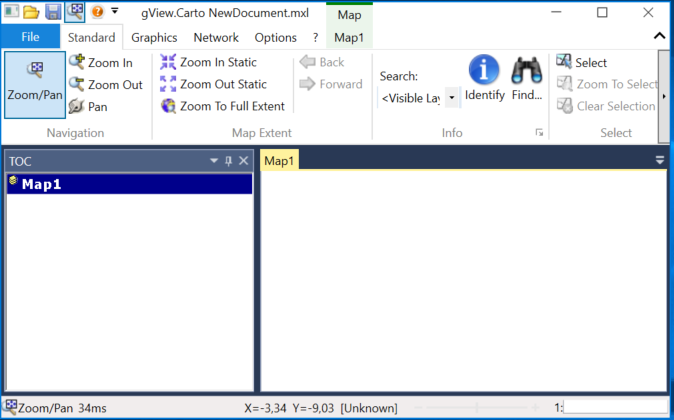 gView.Carto NewDocument.mxl
Map
File Standard Graphics Network Options ? Map1
Zoom/Pan
Zoom In
Zoom Out
Pan
Navigation
Zoom In Static
Zoom Out Static
Zoom To Full Extent
Back
Forward
Map Extent
Search:
<Visible Lay
Identify
Find...
Info
Select
Zoom To Select
Clear Selection
Select
TOC
Map1
Map1
Zoom/Pan 34ms X=-3,34 Y=-9,03 [Unknown] 1: